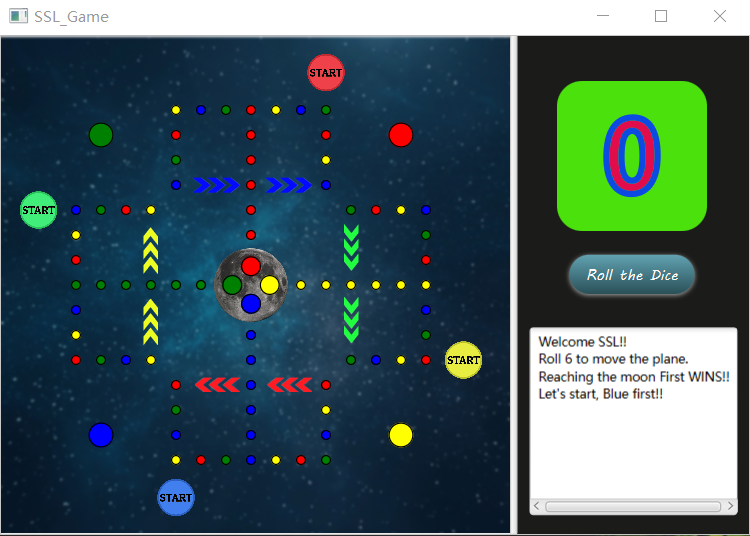 SSL_Game
START
START
START
START
0
Roll the Dice
Welcome SSL!!
Roll 6 to move the plane.
Reaching the moon First WINS!!
Let's start, Blue first!!